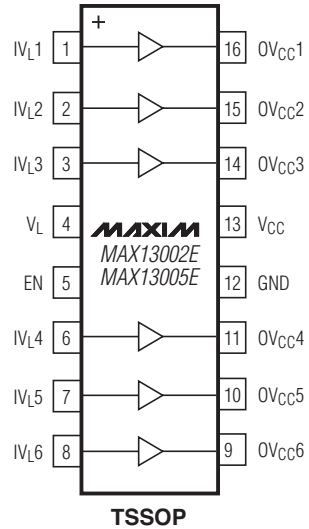 +
IVL1 1 16 OVCC1
IVL2 2 15 OVCC2
IVL3 3 14 OVCC3
VL 4 MAXIM 13 VCC
MAX13002E
EN 5 MAX13005E 12 GND
IVL4 6 11 OVCC4
IVL5 7 10 OVCC5
IVL6 8 9 OVCC6
TSSOP